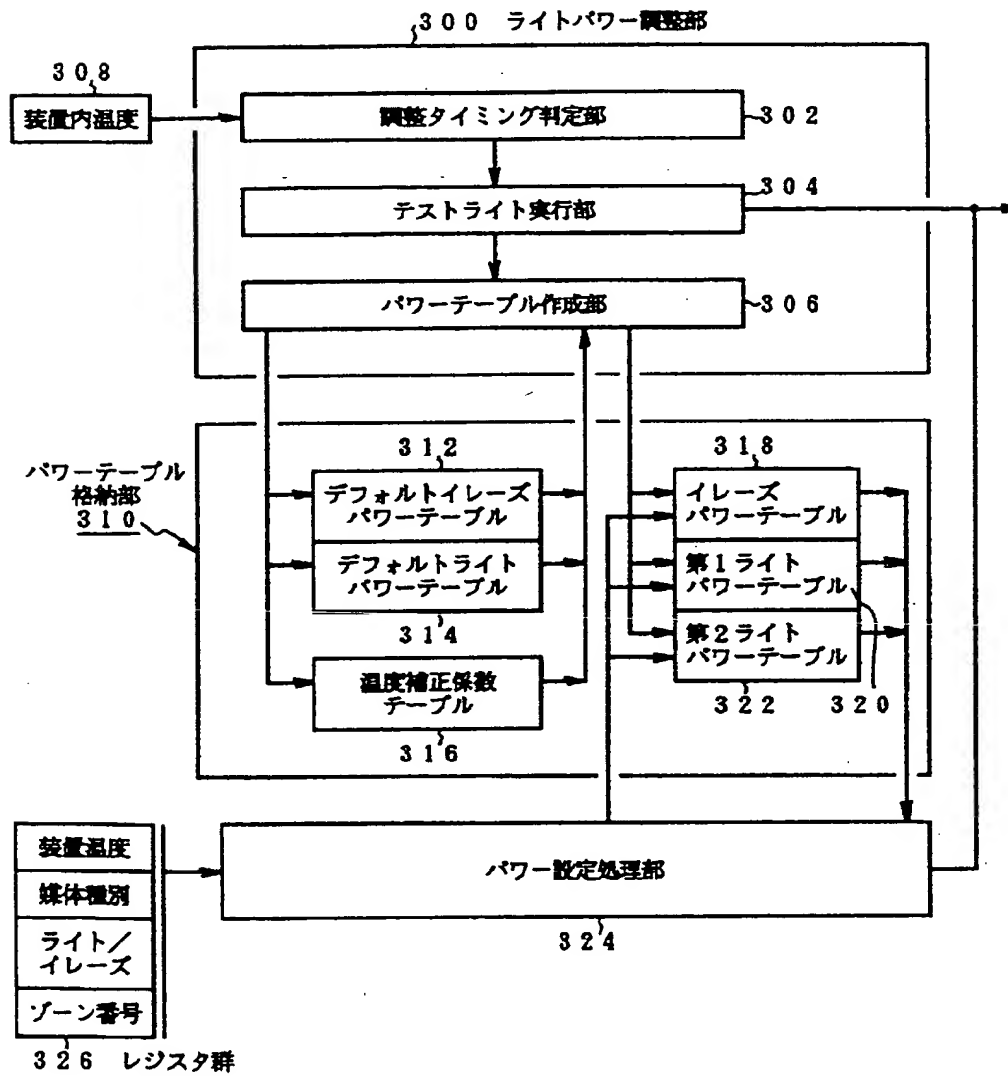 300 ライトパワー調整部
308
装置内温度
調整タイミング判定部
302
テストライト実行部
304
パワーテーブル作成部
306
パワーテーブル
格納部
310
312
デフォルトイレーズ
パワーテーブル
デフォルトライト
パワーテーブル
314
温度補正係数
テーブル
316
318
イレーズ
パワーテーブル
第1ライト
パワーテーブル
第2ライト
パワーテーブル
322
320
装置温度
媒体種別
ライト/
イレーズ
ゾーン番号
326 レジスタ群
パワー設定処理部
324